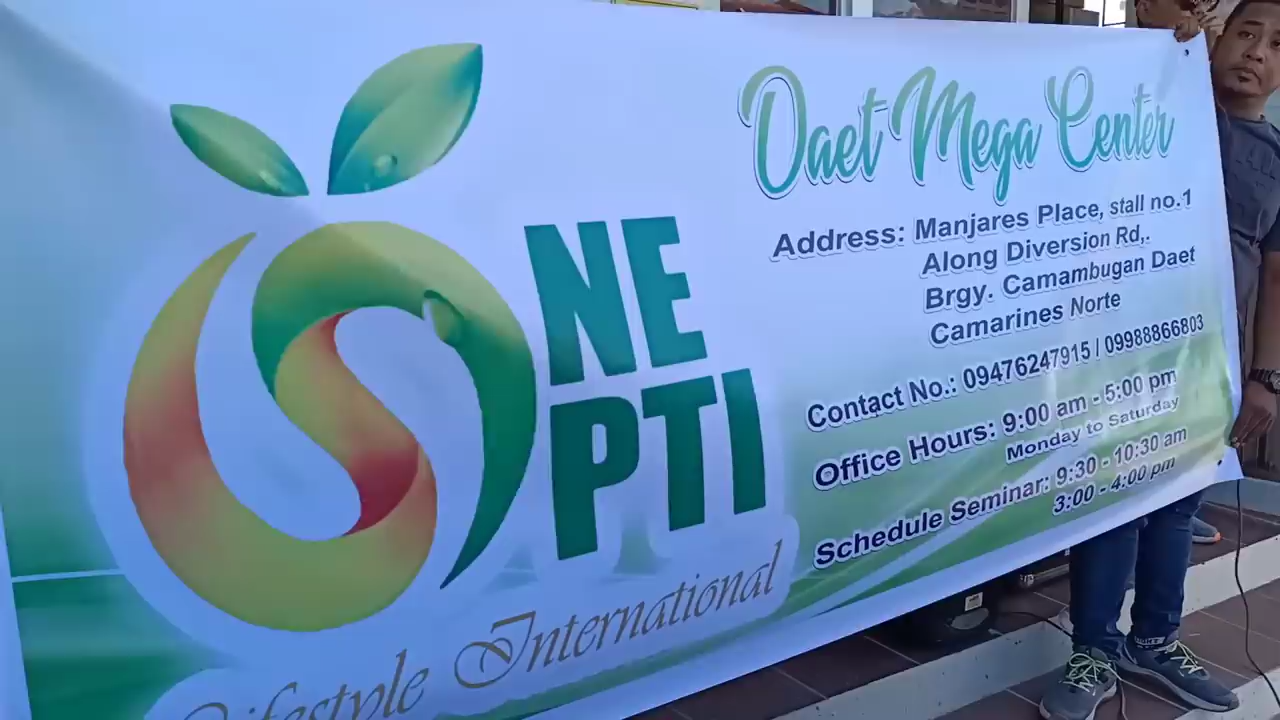 NE
PTI
Lifestyle International
Daet Mega Center
Address: Manjares Place, stall no.1
Along Diversion Rd,.
Brgy. Camambugan Daet
Camarines Norte
Contact No.: 09476247915 / 09988866803
Office Hours: 9:00 am - 5:00 pm
Monday to Saturday
Schedule Seminar: 9:30 - 10:30 am
3:00 - 4:00 pm